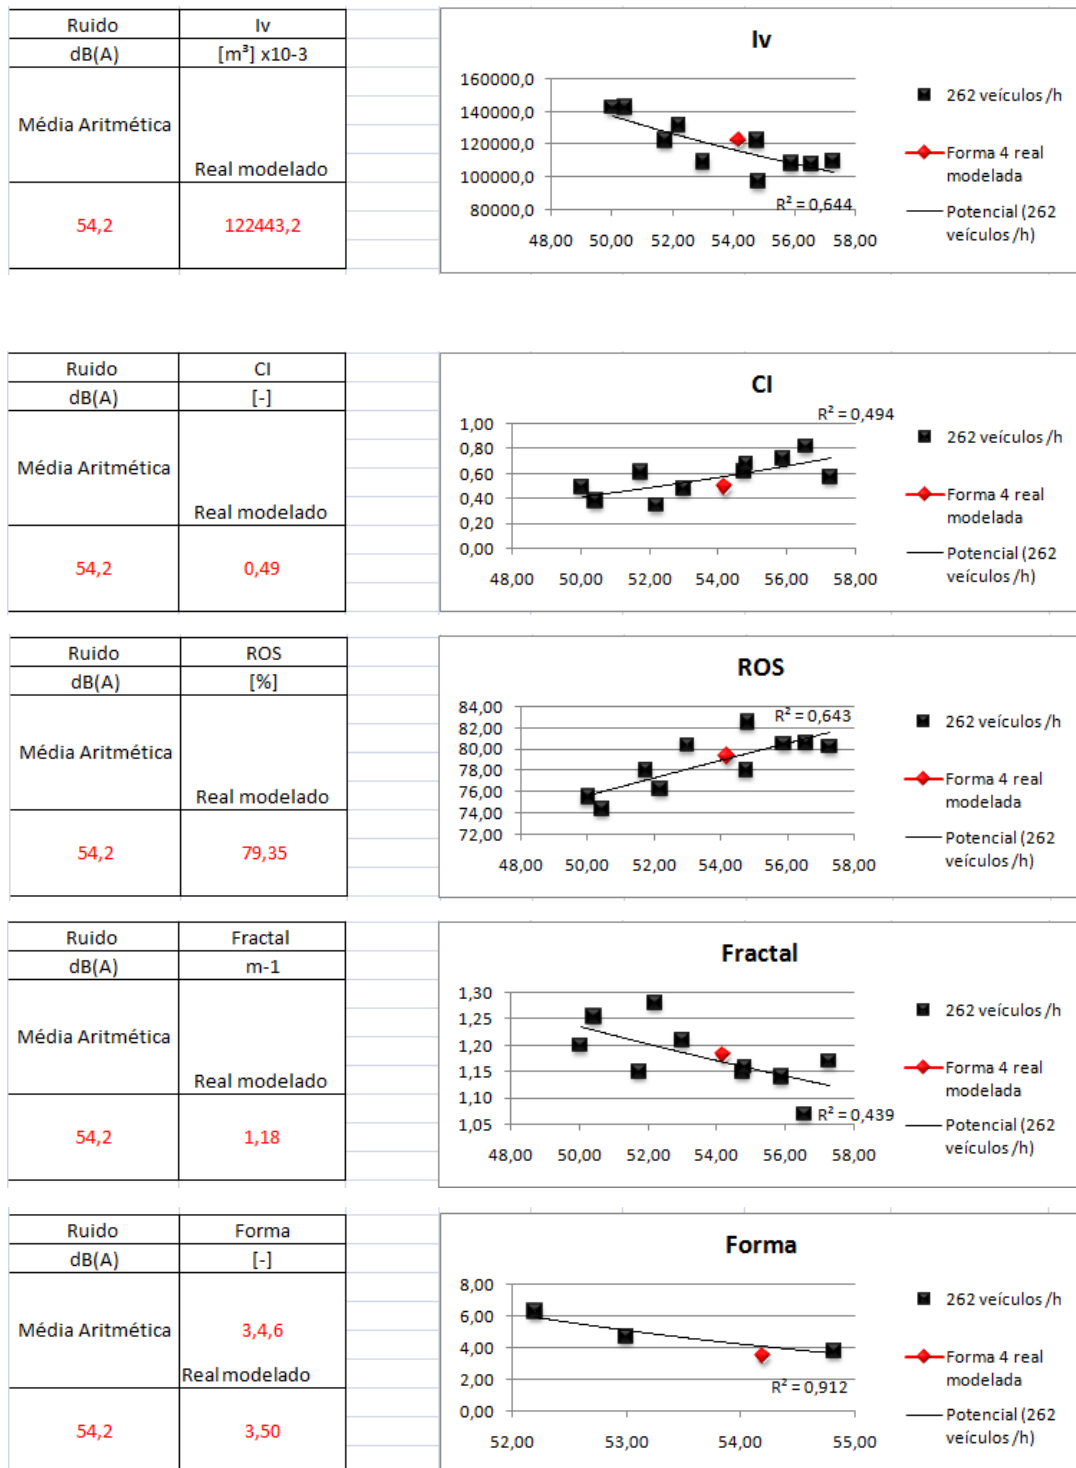 Ruido Iv
dB(A) [m³] x10-3
Média Aritmética
Real modelado
54,2 122443,2
Iv
160000,0
140000,0
120000,0
100000,0
80000,0
R² = 0,644
48,00 50,00 52,00 54,00 56,00 58,00
262 veículos /h
Forma 4 real
modelada
Potencial (262
veículos /h)
Ruido CI
dB(A) [-]
Média Aritmética
Real modelado
54,2 0,49
CI
R² = 0,494
1,00
0,80
0,60
0,40
0,20
0,00
48,00 50,00 52,00 54,00 56,00 58,00
262 veículos /h
Forma 4 real
modelada
Potencial (262
veículos /h)
Ruido ROS
dB(A) [%]
Média Aritmética
Real modelado
54,2 79,35
ROS
84,00
82,00
80,00
78,00
76,00
74,00
72,00
R² = 0,643
48,00 50,00 52,00 54,00 56,00 58,00
262 veículos /h
Forma 4 real
modelada
Potencial (262
veículos /h)
Ruido Fractal
dB(A) m-1
Média Aritmética
Real modelado
54,2 1,18
Fractal
1,30
1,25
1,20
1,15
1,10
1,05
R² = 0,439
48,00 50,00 52,00 54,00 56,00 58,00
262 veículos /h
Forma 4 real
modelada
Potencial (262
veículos /h)
Ruido Forma
dB(A) [-]
Média Aritmética 3,4,6
Real modelado
54,2 3,50
Forma
8,00
6,00
4,00
2,00
0,00
R² = 0,912
52,00 53,00 54,00 55,00
262 veículos /h
Forma 4 real
modelada
Potencial (262
veículos /h)